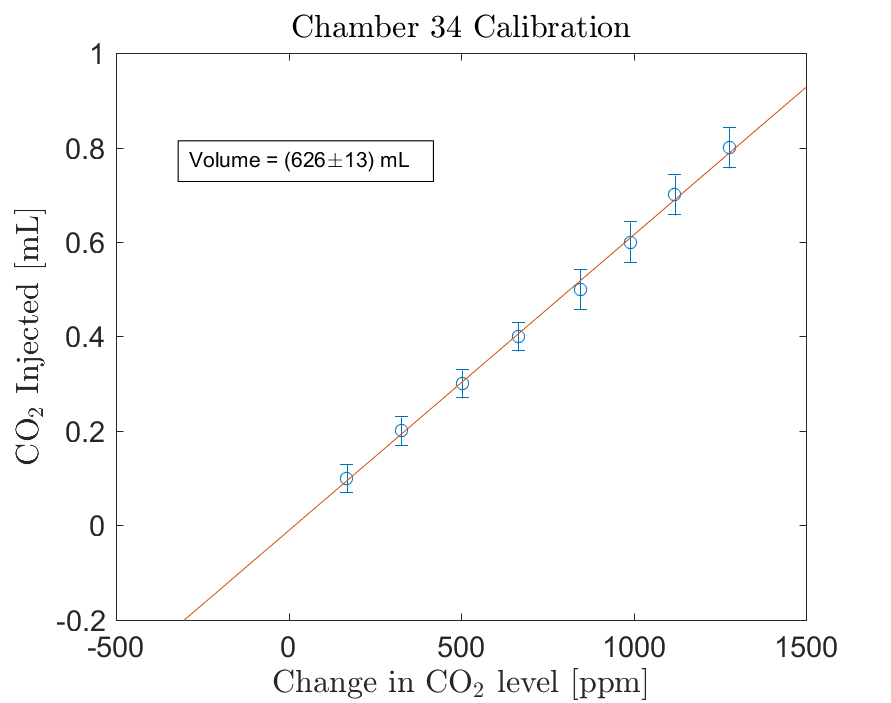 Chamber 34 Calibration
1
0.8
0.6
0.4
0.2
0
-0.2
Volume = (626±13) mL
CO₂ Injected [mL]
-500 0 500 1000 1500
Change in CO₂ level [ppm]